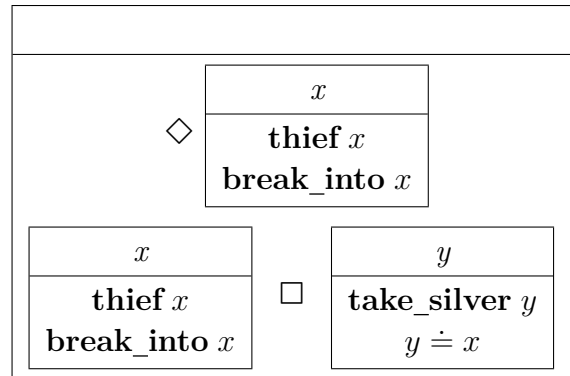 x
◇ thief x
break_into x
x □ y
thief x take_silver y
break_into x y ≐ x